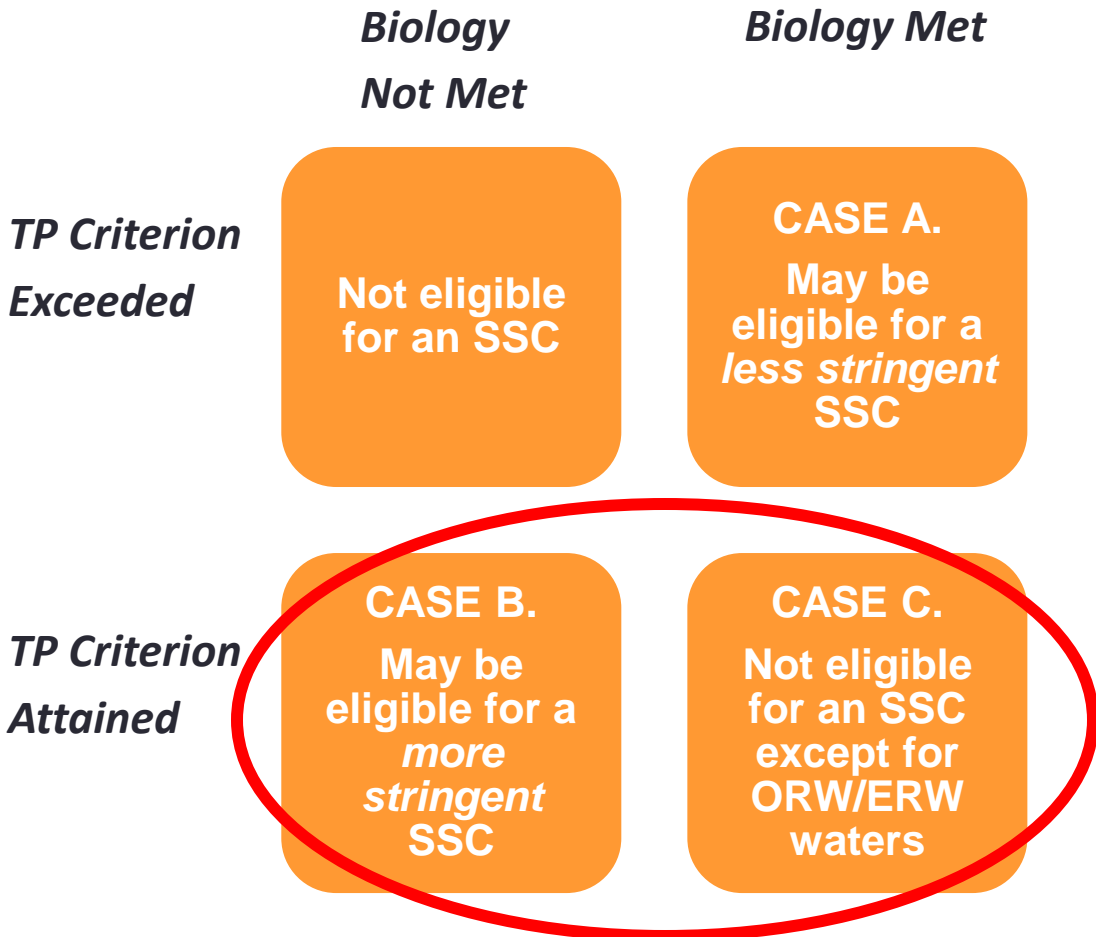 Biology
Not Met
Biology Met
TP Criterion
Exceeded
Not eligible
for an SSC
CASE A.
May be
eligible for a
less stringent
SSC
TP Criterion
Attained
CASE B.
May be
eligible for a
more
stringent
SSC
CASE C.
Not eligible
for an SSC
except for
ORW/ERW
waters